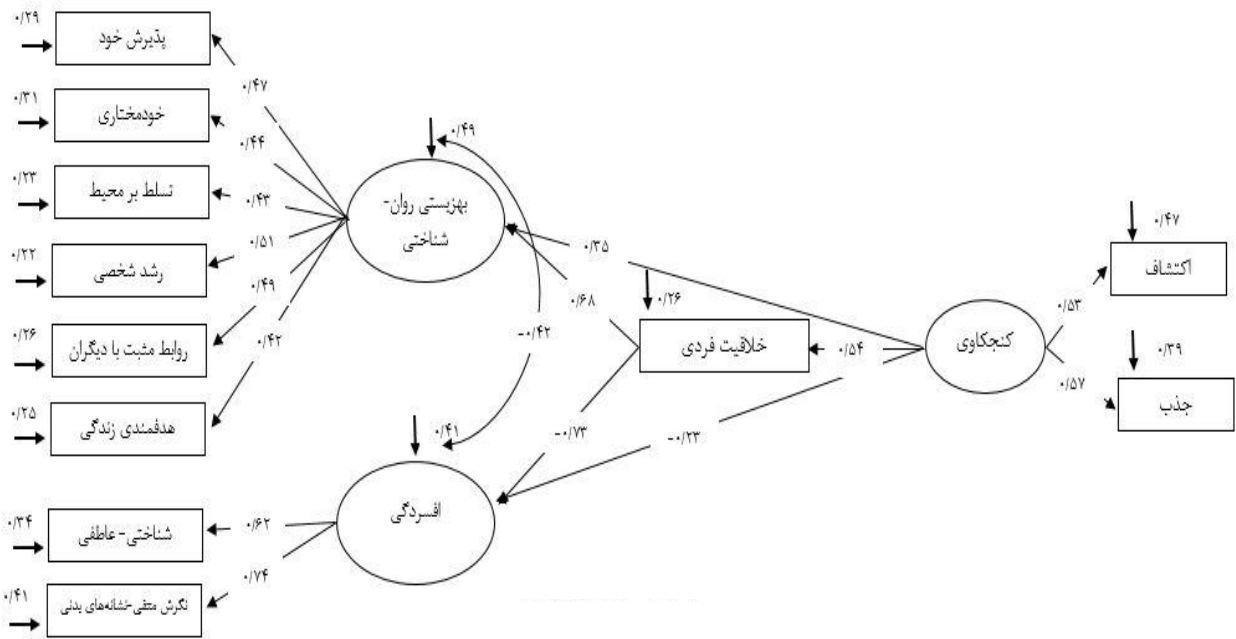 ۰/۲۹
پذیرش خود
۰/۴۷
۰/۳۱
خودمختاری
۰/۴۴
۰/۲۳
تسلط بر محیط
۰/۴۳
۰/۲۲
رشد شخصی
۰/۵۱
۰/۲۶
روابط مثبت با دیگران
۰/۴۹
۰/۲۵
هدفمندی زندگی
۰/۴۲
۰/۳۴
شناختی- عاطفی
۰/۶۲
۰/۴۱
نگرش منفی-نشانه‌های بدنی
۰/۷۴
۰/۴۹
بهزیستی روان-
شناختی
-۰/۴۲
۰/۴۱
افسردگی
۰/۳۵
۰/۶۸
۰/۲۶
خلاقیت فردی
۰/۵۴
-۰/۷۳
-۰/۲۳
کنجکاوی
۰/۵۳
۰/۴۷
اکتشاف
۰/۵۷
۰/۳۹
جذب